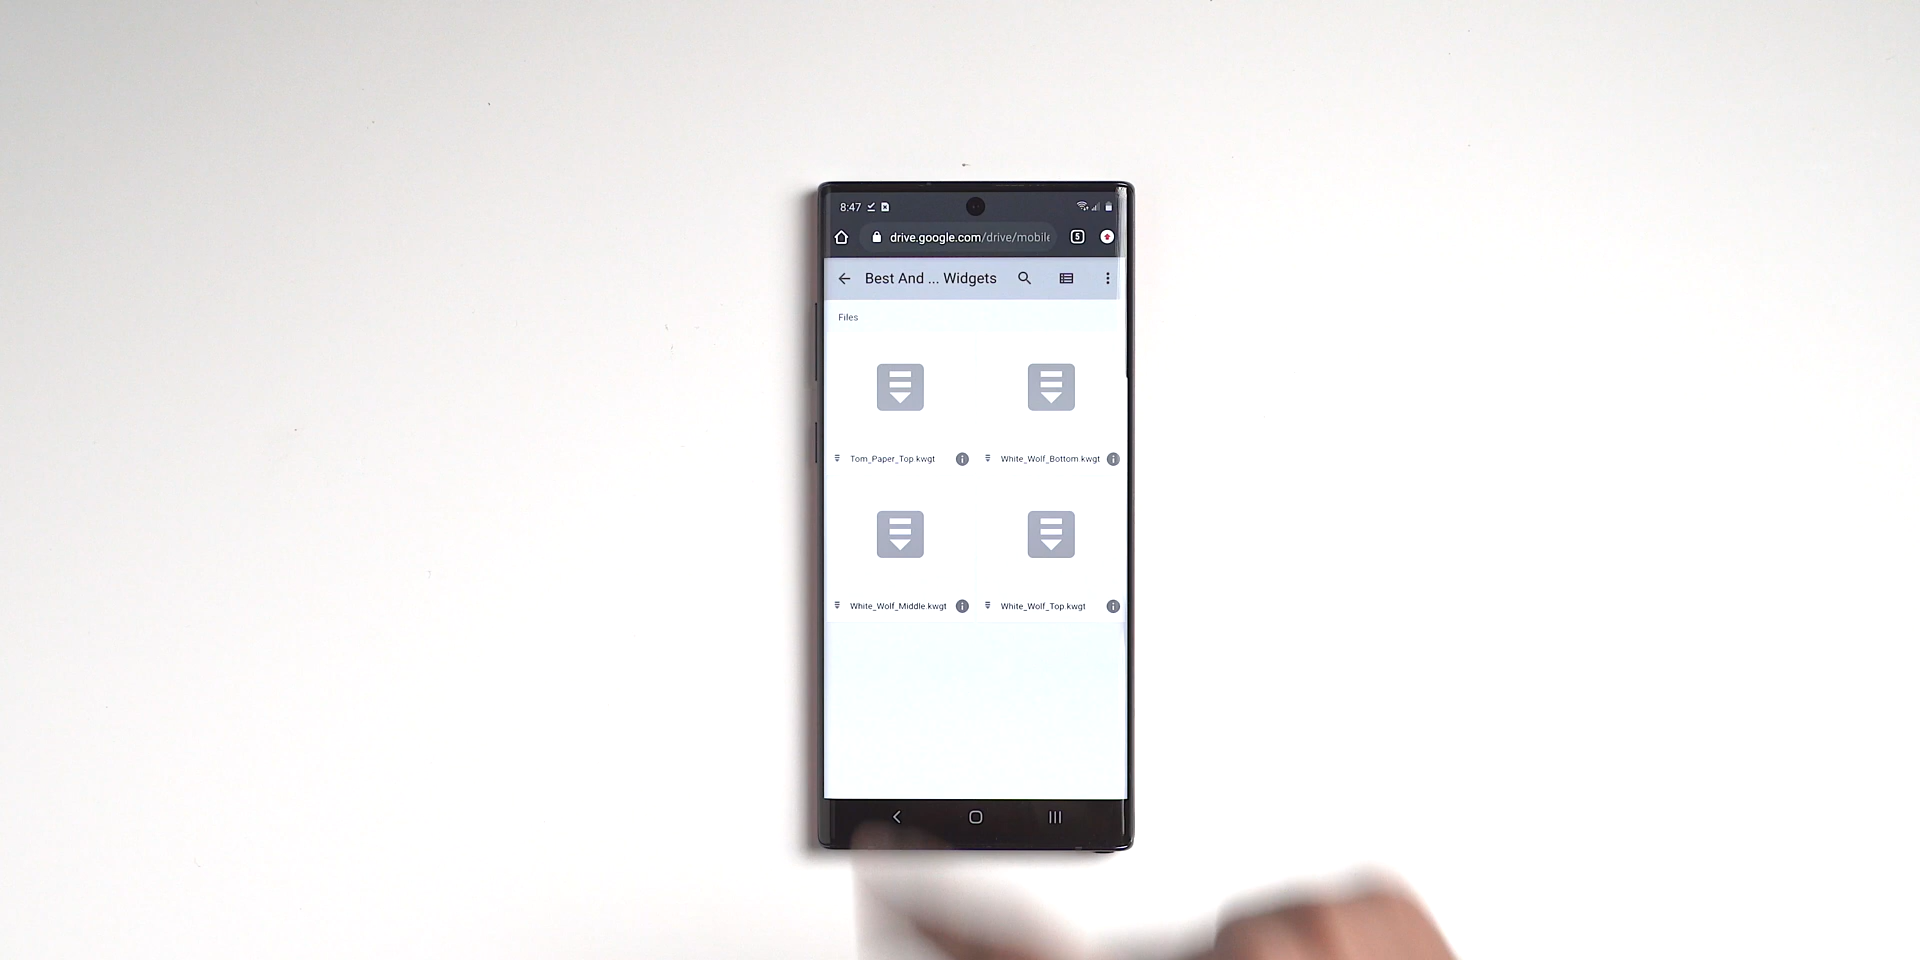 8:47
drive.google.com/drive/mobile
5
Best And ... Widgets
Files
Tom_Paper_Top.kwgt
White_Wolf_Bottom.kwgt
White_Wolf_Middle.kwgt
White_Wolf_Top.kwgt